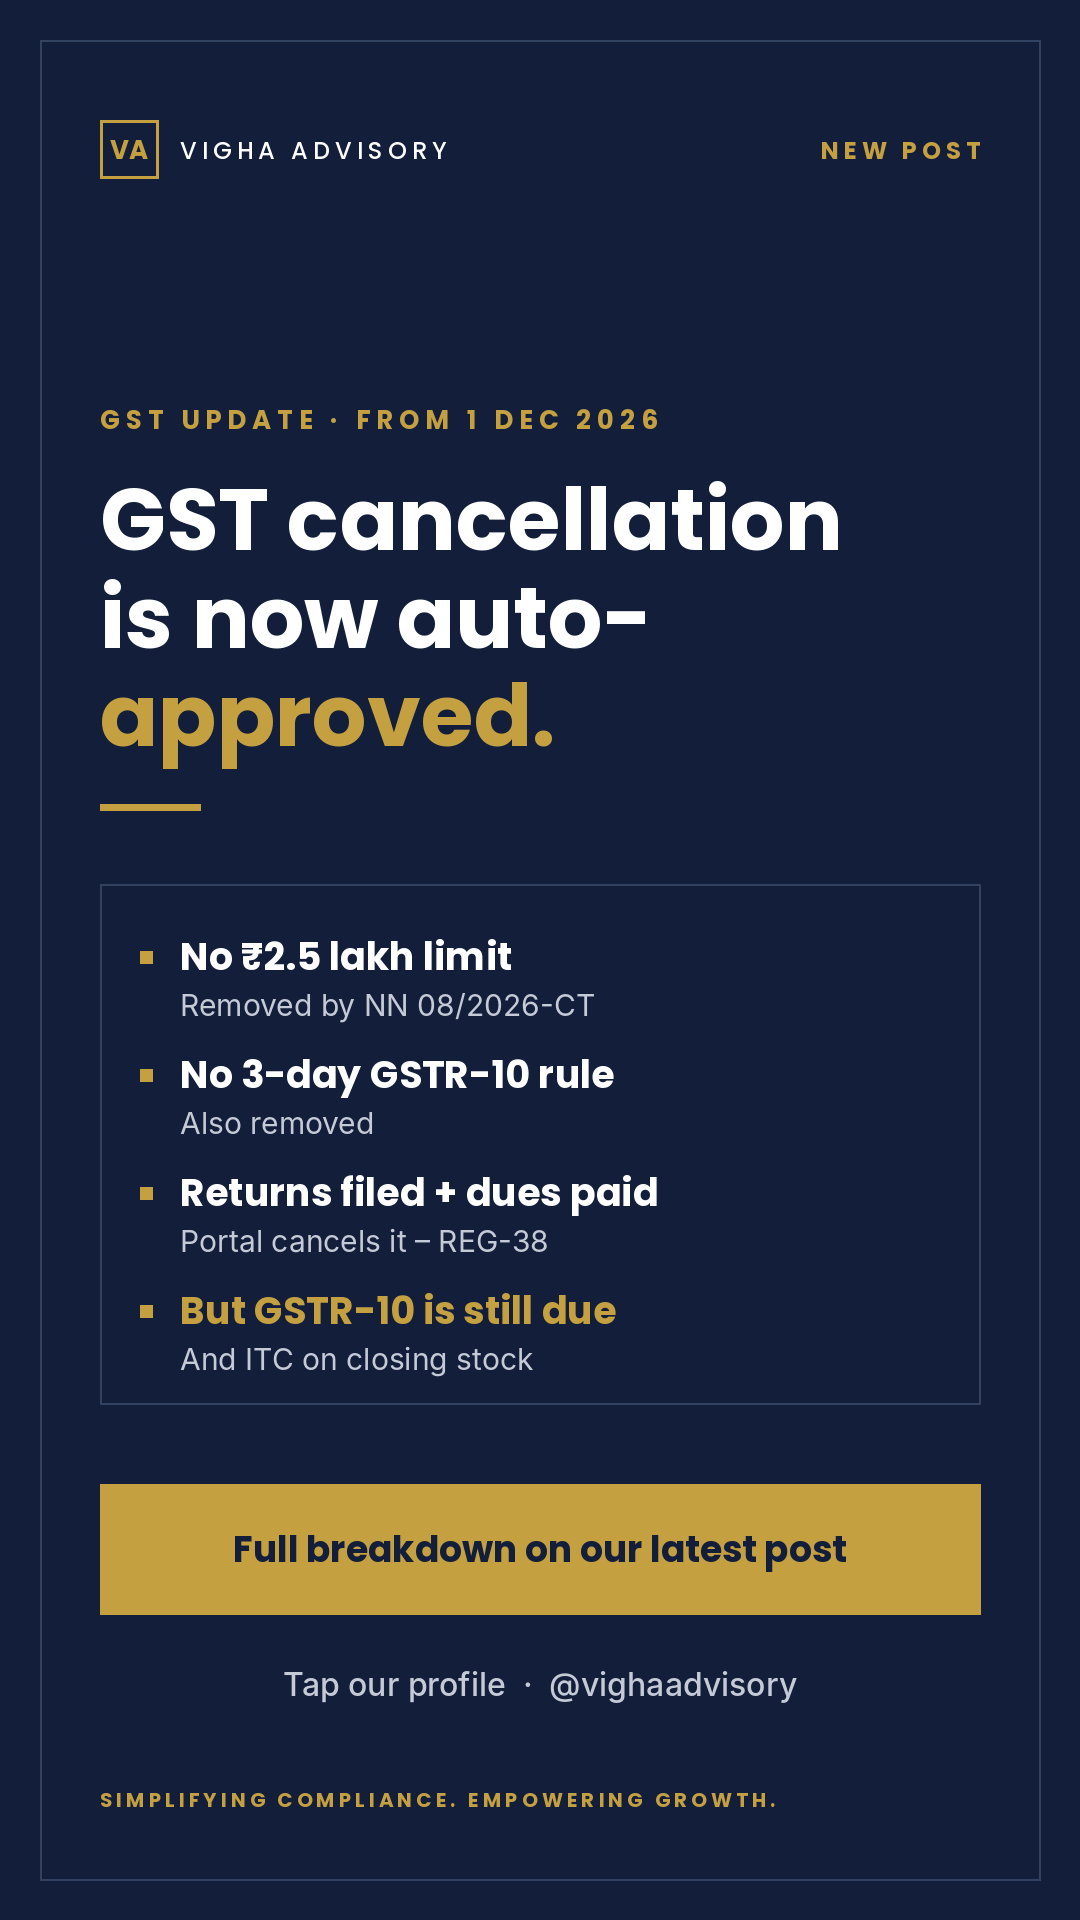 VA VIGHA ADVISORY NEW POST
GST UPDATE · FROM 1 DEC 2026
GST cancellation
is now auto-
approved.
No ₹2.5 lakh limit
Removed by NN 08/2026-CT
No 3-day GSTR-10 rule
Also removed
Returns filed + dues paid
Portal cancels it – REG-38
But GSTR-10 is still due
And ITC on closing stock
Full breakdown on our latest post
Tap our profile · @vighaadvisory
SIMPLIFYING COMPLIANCE. EMPOWERING GROWTH.